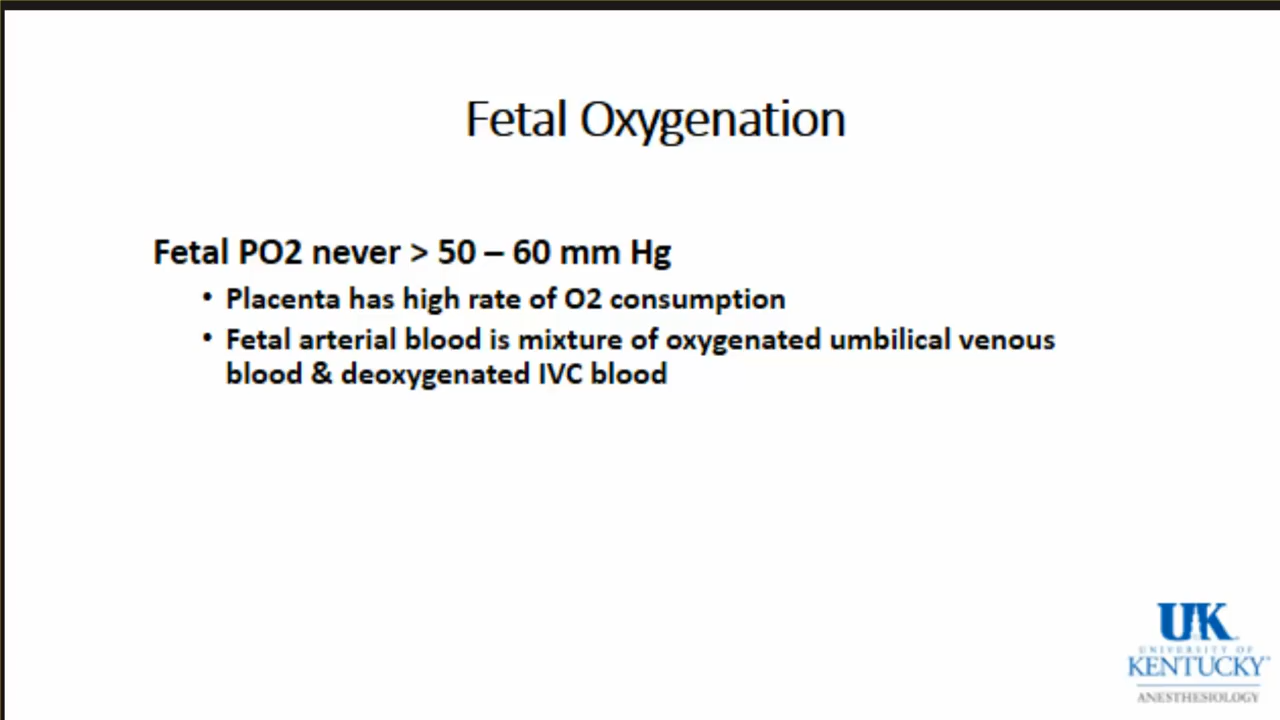 Fetal Oxygenation
Fetal PO2 never > 50 – 60 mm Hg
• Placenta has high rate of O2 consumption
• Fetal arterial blood is mixture of oxygenated umbilical venous
blood & deoxygenated IVC blood
UK
UNIVERSITY OF
KENTUCKY
ANESTHESIOLOGY